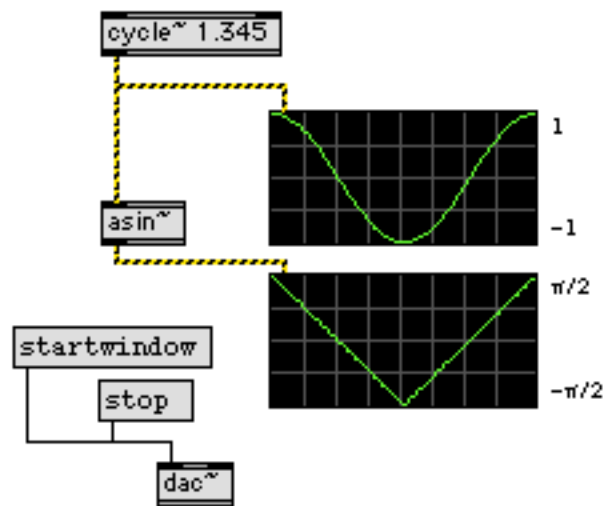 cycle~ 1.345
1
-1
asin~
π/2
-π/2
startwindow
stop
dac~